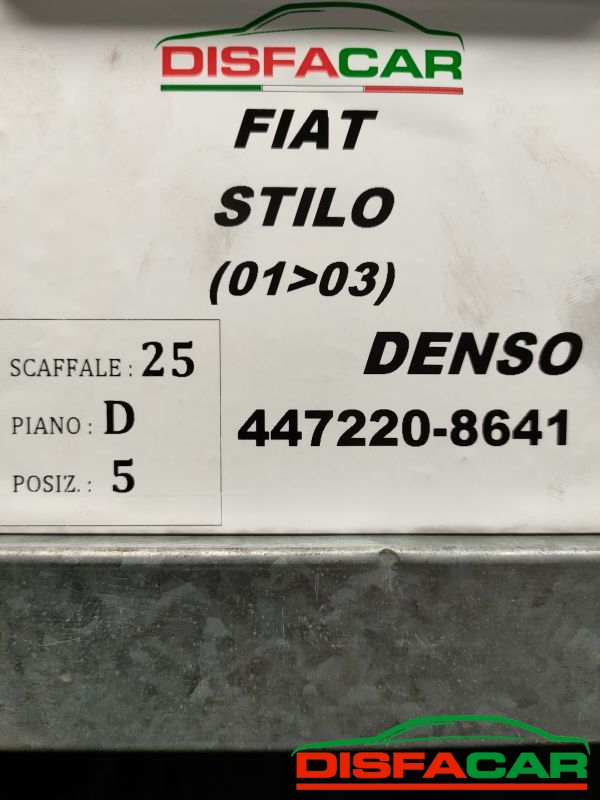 DISFACAR
FIAT
STILO
(01>03)
SCAFFALE : 25
PIANO : D
POSIZ. : 5
DENSO
447220-8641
DISFACAR